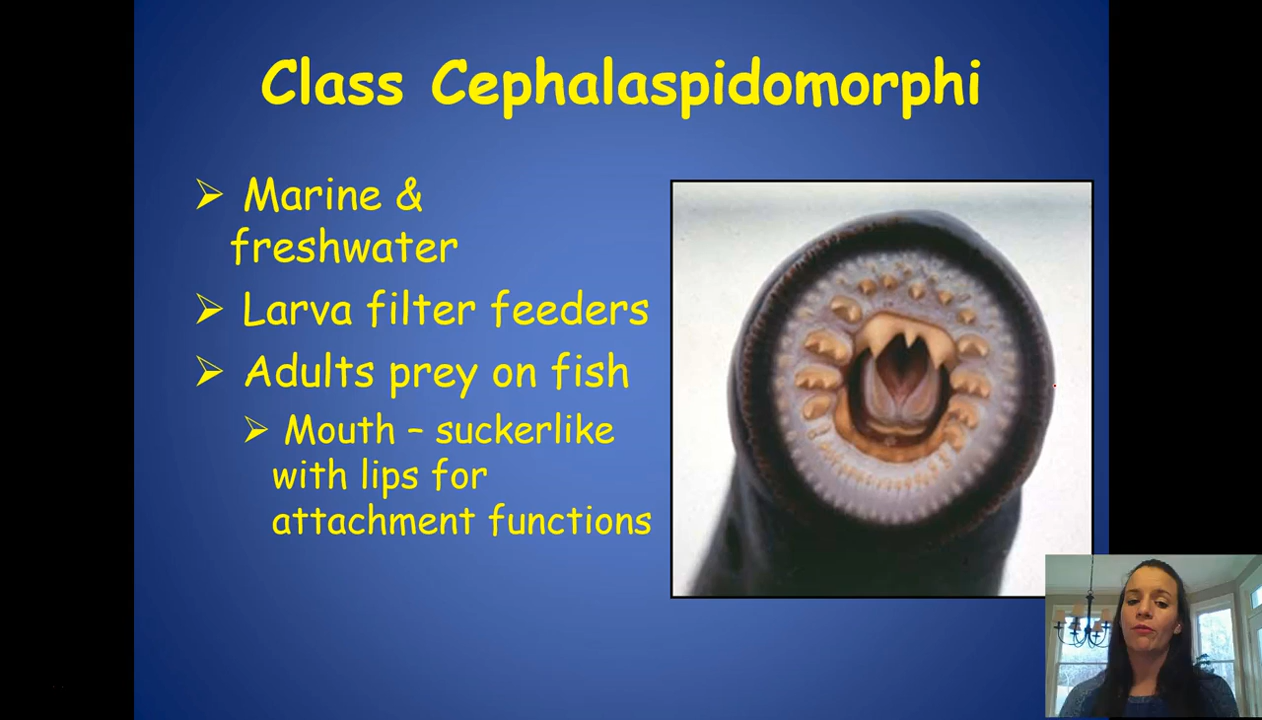 Class Cephalaspidomorphi
➢ Marine &
freshwater
➢ Larva filter feeders
➢ Adults prey on fish
➢ Mouth – suckerlike
with lips for
attachment functions